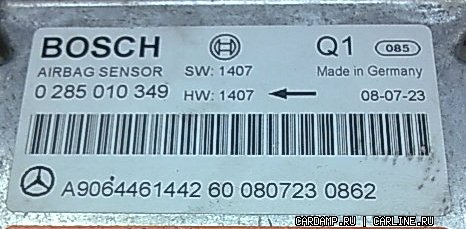 BOSCH Q1 085
AIRBAG SENSOR SW: 1407 Made in Germany
0 285 010 349 HW: 1407 08-07-23
A9064461442 60 080723 0862
CARDAMP.RU | CARLINE.RU